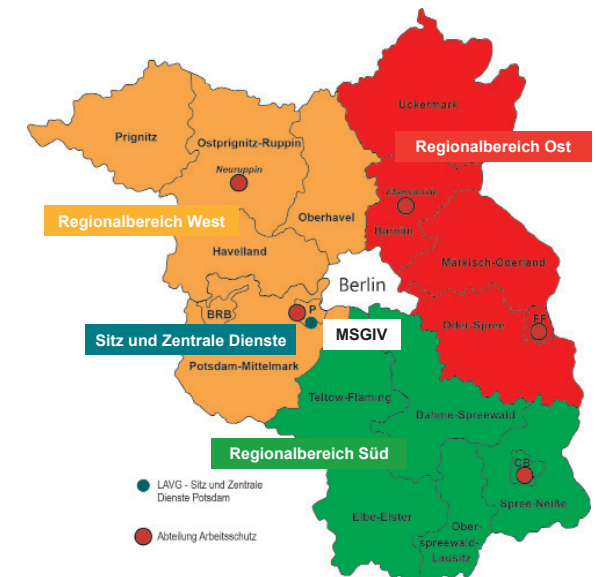 Uckermark
Prignitz
Ostprignitz-Ruppin
Regionalbereich Ost
Neuruppin
Eberswalde
Regionalbereich West
Oberhavel
Barnim
Havelland
Märkisch-Oderland
Berlin
BRB
P
Oder-Spree
FF
Sitz und Zentrale Dienste
MSGIV
Potsdam-Mittelmark
Teltow-Flaming
Dahme-Spreewald
Regionalbereich Süd
CB
LAVG - Sitz und Zentrale
Dienste Potsdam
Spree-Neiße
Elbe-Elster
Ober-
spreewald-
Lausitz
Abteilung Arbeitsschutz